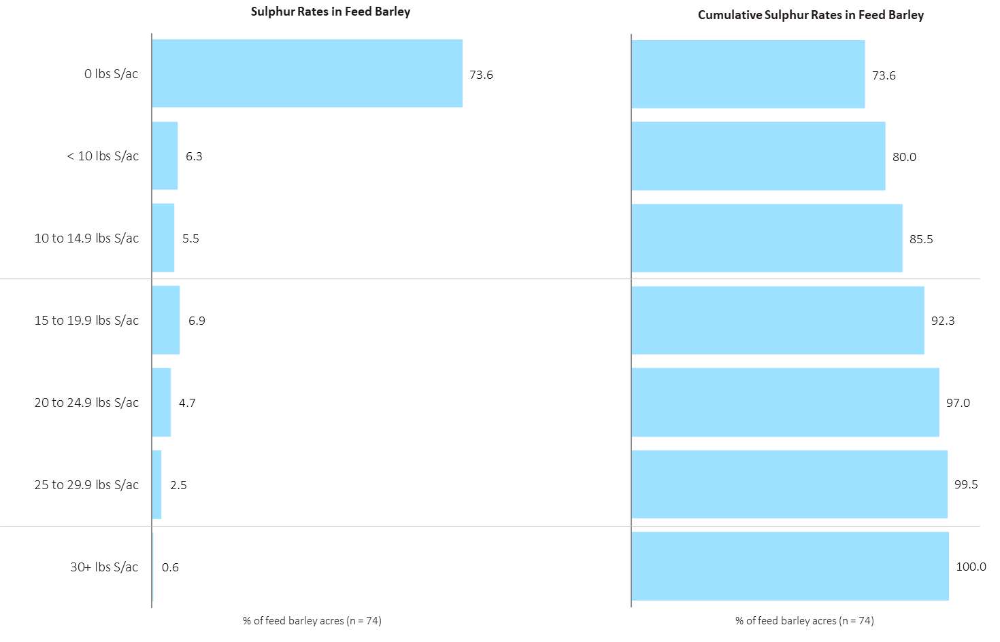 Sulphur Rates in Feed Barley
Cumulative Sulphur Rates in Feed Barley
0 lbs S/ac
73.6
73.6
< 10 lbs S/ac
6.3
80.0
10 to 14.9 lbs S/ac
5.5
85.5
15 to 19.9 lbs S/ac
6.9
92.3
20 to 24.9 lbs S/ac
4.7
97.0
25 to 29.9 lbs S/ac
2.5
99.5
30+ lbs S/ac
0.6
100.0
% of feed barley acres (n = 74)
% of feed barley acres (n = 74)